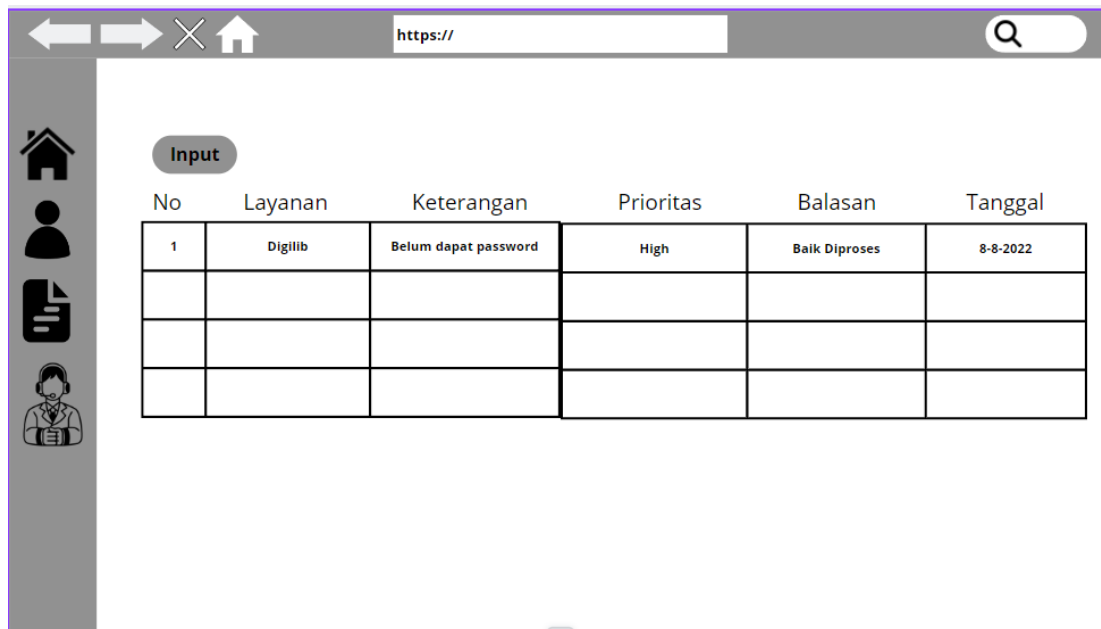 https://
Input
No Layanan Keterangan Prioritas Balasan Tanggal
1 Digilib Belum dapat password High Baik Diproses 8-8-2022